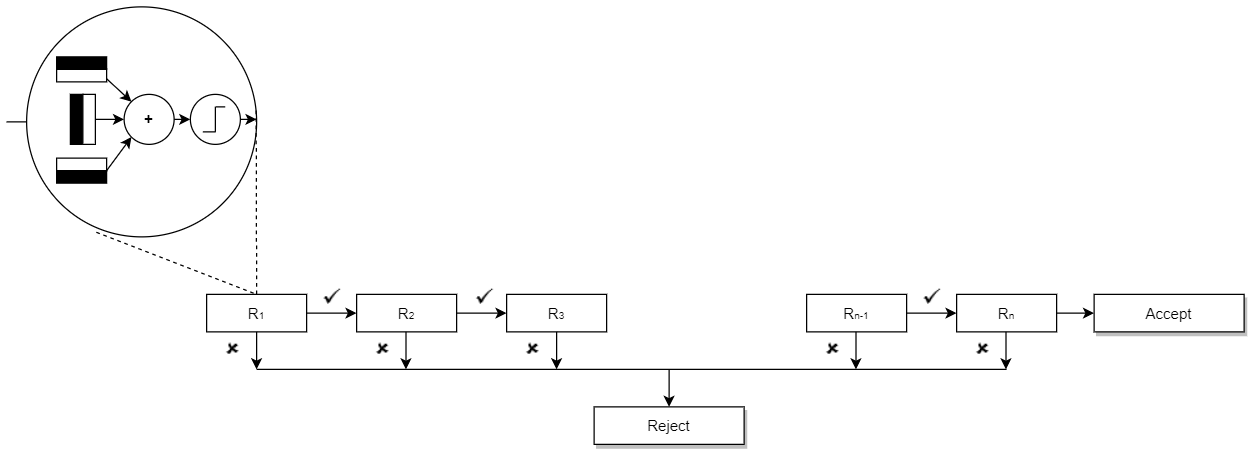 +
R₁
R₂
R₃
Rₙ₋₁
Rₙ
Accept
Reject